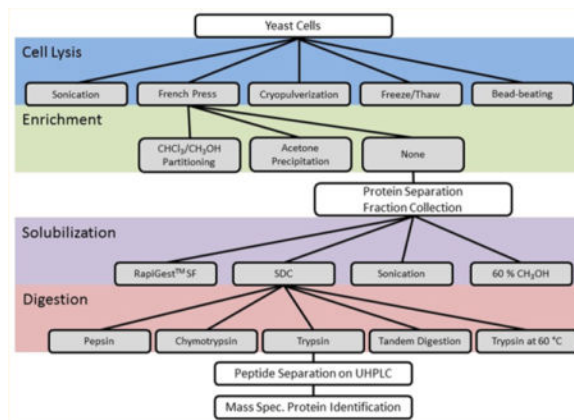 Yeast Cells
Cell Lysis
Sonication
French Press
Cryopulverization
Freeze/Thaw
Bead-beating
Enrichment
CHCl₃/CH₃OH
Partitioning
Acetone
Precipitation
None
Protein Separation
Fraction Collection
Solubilization
RapiGest™ SF
SDC
Sonication
60 % CH₃OH
Digestion
Pepsin
Chymotrypsin
Trypsin
Tandem Digestion
Trypsin at 60 °C
Peptide Separation on UHPLC
Mass Spec. Protein Identification